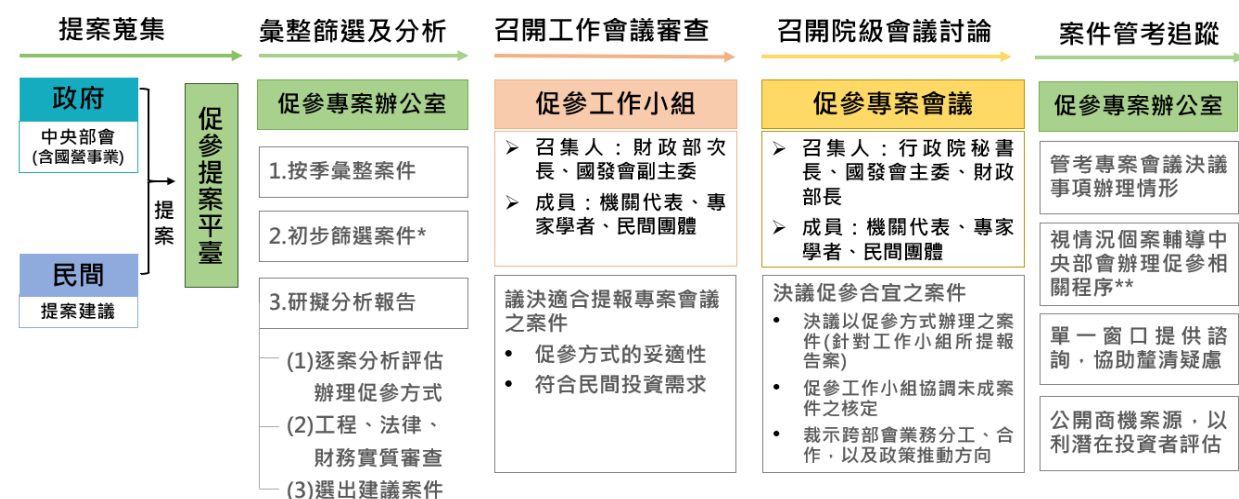 提案蒐集
政府
中央部會
(含國營事業)
民間
提案建議
提案
促參提案平臺
彙整篩選及分析
促參專案辦公室
1.按季彙整案件
2.初步篩選案件*
3.研擬分析報告
(1)逐案分析評估
辦理促參方式
(2)工程、法律、
財務實質審查
(3)選出建議案件
召開工作會議審查
促參工作小組
➤ 召集人：財政部次
長、國發會副主委
➤ 成員：機關代表、專
家學者、民間團體
議決適合提報專案會議
之案件
• 促參方式的妥適性
• 符合民間投資需求
召開院級會議討論
促參專案會議
➤ 召集人：行政院秘書
長、國發會主委、財政
部長
➤ 成員：機關代表、專家
學者、民間團體
決議促參合宜之案件
• 決議以促參方式辦理之案
件(針對工作小組所提報
告案)
• 促參工作小組協調未成案
件之核定
• 裁示跨部會業務分工、合
作，以及政策推動方向
案件管考追蹤
促參專案辦公室
管考專案會議決議
事項辦理情形
視情況個案輔導中
央部會辦理促參相
關程序**
單一窗口提供諮
詢，協助釐清疑慮
公開商機案源，以
利潛在投資者評估